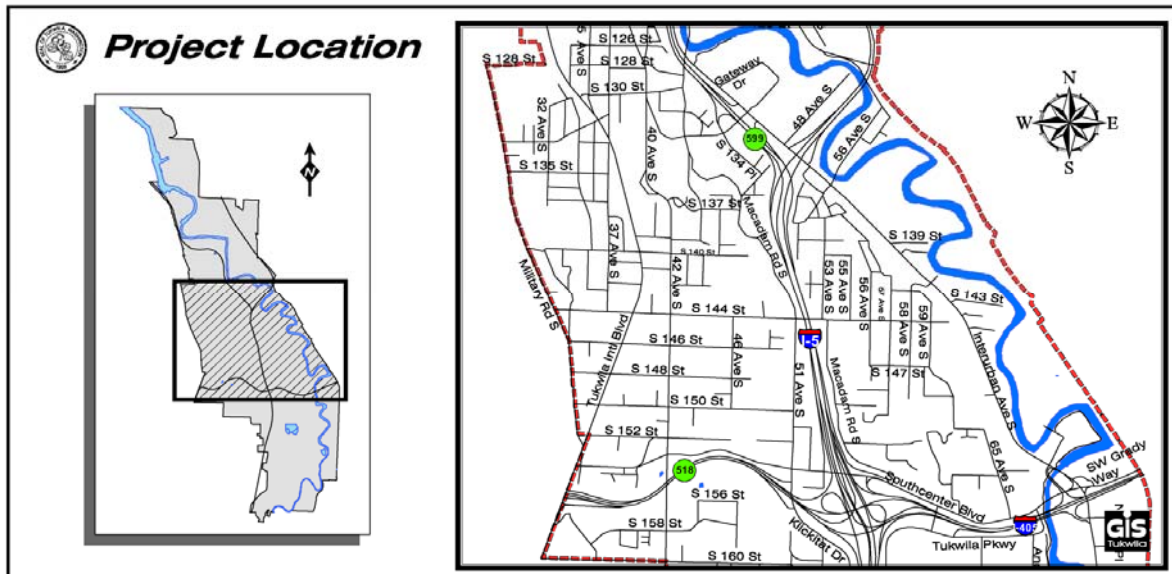 Project Location
N
S 126 St
S 128 St
S 128 St
S 130 St
Gateway Dr
32 Ave S
40 Ave S
48 Ave S
56 Ave S
599
N
W E
S
S 134 Pl
S 135 St
S 137 St
Macadam Rd S
37 Ave S
42 Ave S
S 139 St
S 140 St
Military Rd S
53 Ave S
55 Ave S
56 Ave S
57 Ave S
58 Ave S
59 Ave S
S 143 St
S 144 St
Tukwila Intl Blvd
S 146 St
46 Ave S
I-5
Interurban Ave S
S 147 St
S 148 St
51 Ave S
Macadam Rd S
S 150 St
S 152 St
65 Ave S
SW Grady Way
518
Southcenter Blvd
S 156 St
Klickitat Dr
S 158 St
Tukwila Pkwy
S 160 St
GIS
Tukwila